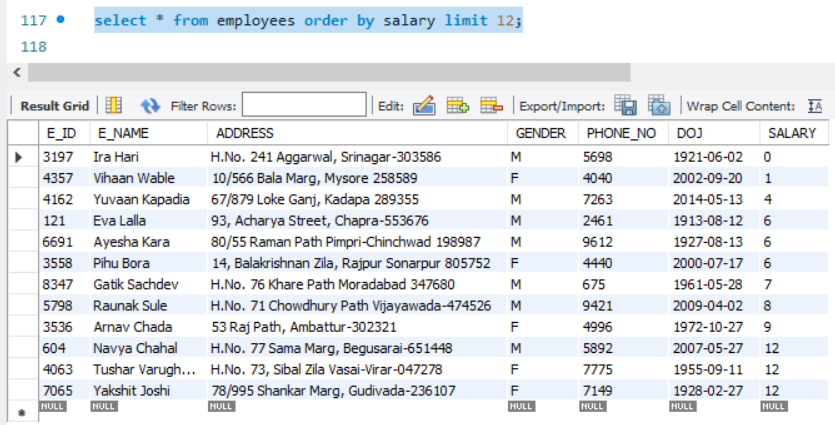 117 select * from employees order by salary limit 12;
118
Result Grid Filter Rows: Edit: Export/Import: Wrap Cell Content: IA
E_ID E_NAME ADDRESS GENDER PHONE_NO DOJ SALARY
3197 Ira Hari H.No. 241 Aggarwal, Srinagar-303586 M 5698 1921-06-02 0
4357 Vihaan Wable 10/566 Bala Marg, Mysore 258589 F 4040 2002-09-20 1
4162 Yuvaan Kapadia 67/879 Loke Ganj, Kadapa 289355 M 7263 2014-05-13 4
121 Eva Lalla 93, Acharya Street, Chapra-553676 M 2461 1913-08-12 6
6691 Ayesha Kara 80/55 Raman Path Pimpri-Chinchwad 198987 M 9612 1927-08-13 6
3558 Pihu Bora 14, Balakrishnan Zila, Rajpur Sonarpur 805752 F 4440 2000-07-17 6
8347 Gatik Sachdev H.No. 76 Khare Path Moradabad 347680 M 675 1961-05-28 7
5798 Raunak Sule H.No. 71 Chowdhury Path Vijayawada-474526 M 9421 2009-04-02 8
3536 Arnav Chada 53 Raj Path, Ambattur-302321 F 4996 1972-10-27 9
604 Navya Chahal H.No. 77 Sama Marg, Begusarai-651448 M 5892 2007-05-27 12
4063 Tushar Varugh... H.No. 73, Sibal Zila Vasai-Virar-047278 F 7775 1955-09-11 12
7065 Yakshit Joshi 78/995 Shankar Marg, Gudivada-236107 F 7149 1928-02-27 12
NULL NULL NULL NULL NULL NULL NULL